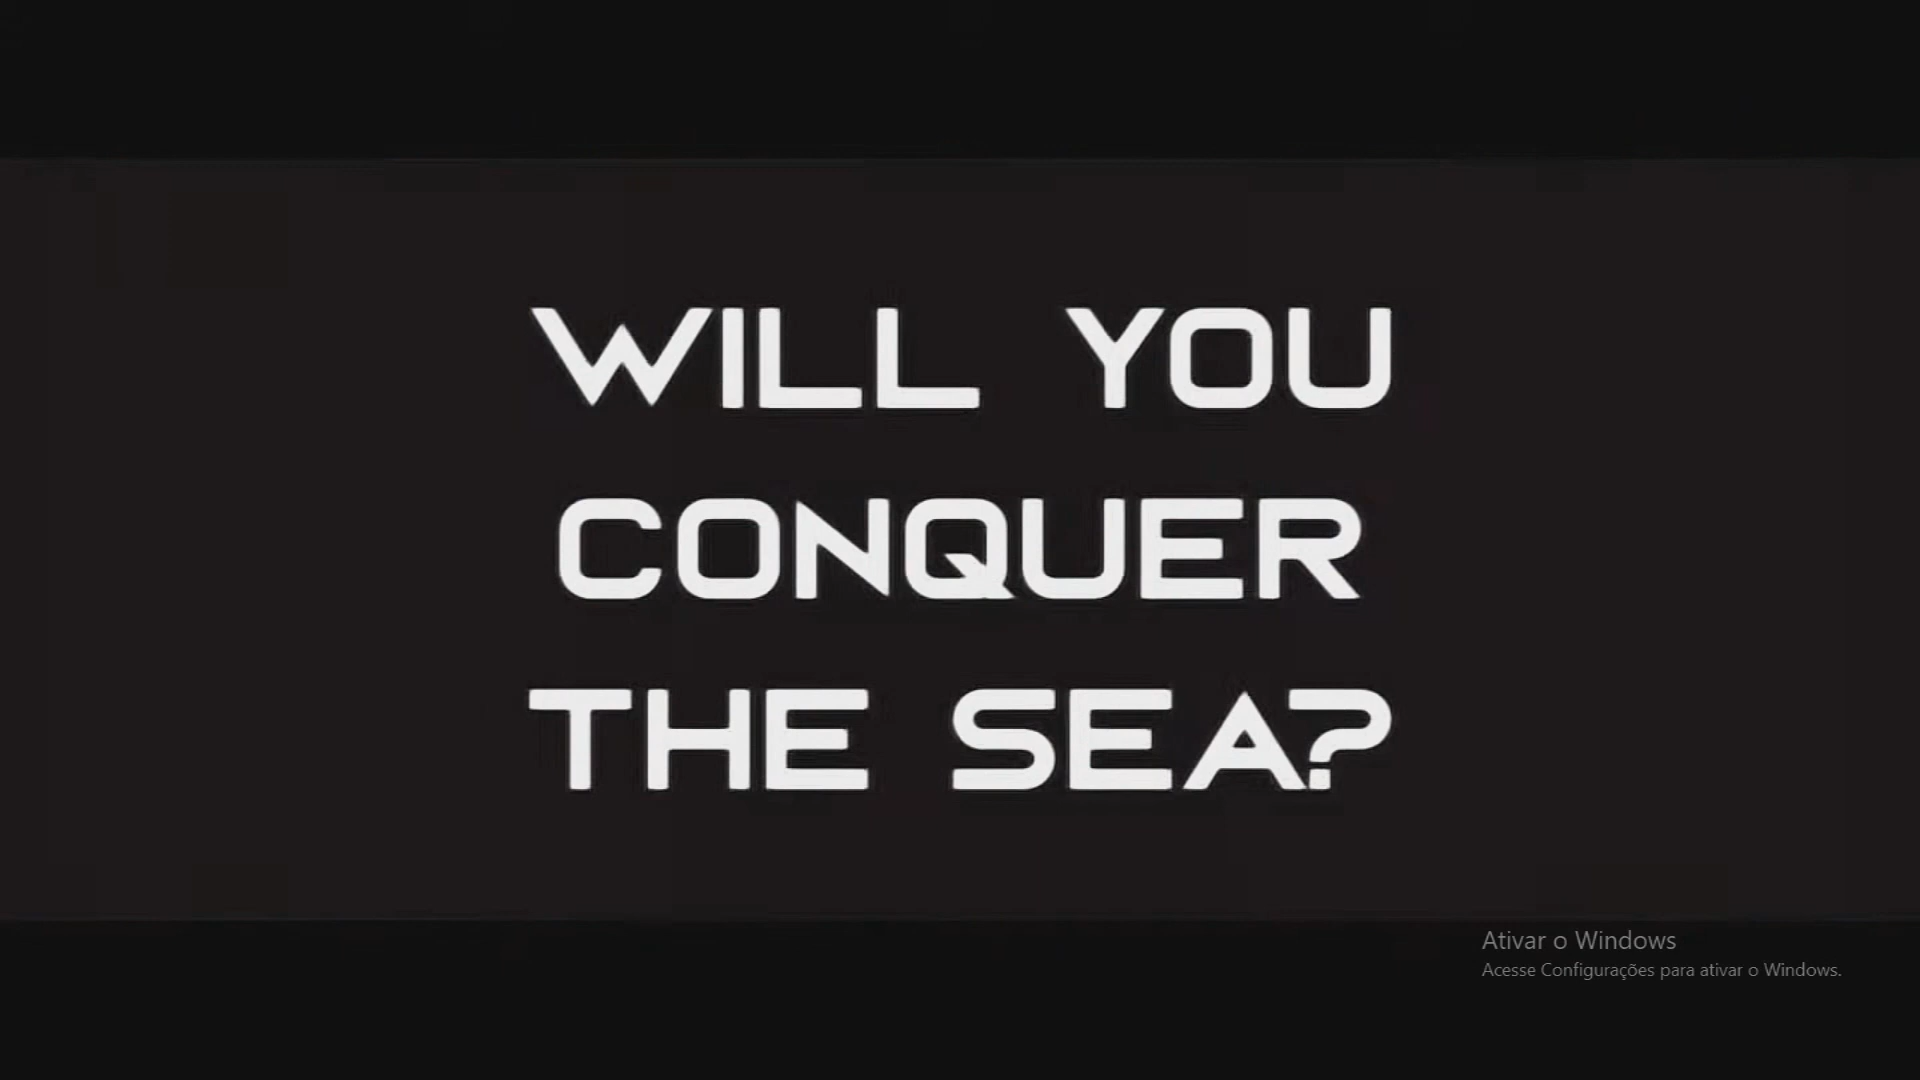 WILL YOU
CONQUER
THE SEA?
Ativar o Windows
Acesse Configurações para ativar o Windows.